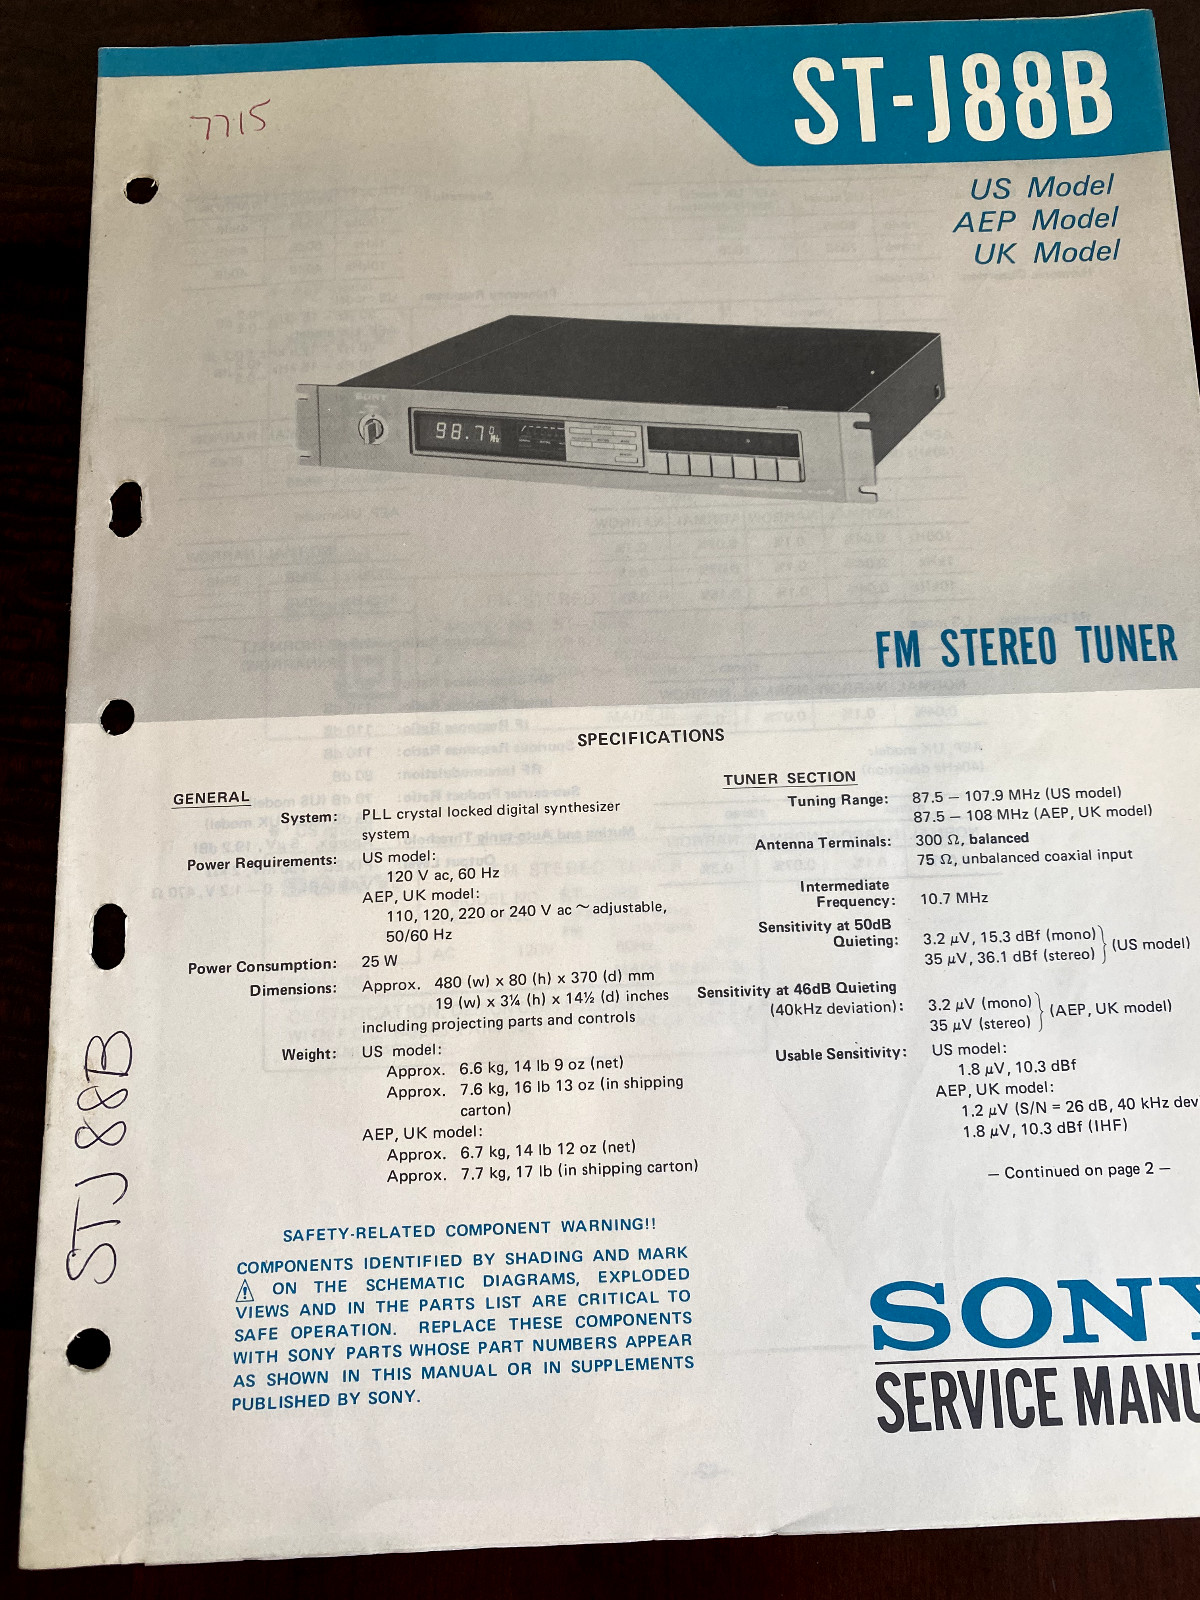 7715
ST-J88B
US Model
AEP Model
UK Model
98.70 MHz
FM STEREO TUNER
SPECIFICATIONS
GENERAL
System: PLL crystal locked digital synthesizer
system
Power Requirements: US model:
120 V ac, 60 Hz
AEP, UK model:
110, 120, 220 or 240 V ac ~ adjustable,
50/60 Hz
Power Consumption: 25 W
Dimensions: Approx. 480 (w) x 80 (h) x 370 (d) mm
19 (w) x 3¼ (h) x 14½ (d) inches
including projecting parts and controls
Weight: US model:
Approx. 6.6 kg, 14 lb 9 oz (net)
Approx. 7.6 kg, 16 lb 13 oz (in shipping
carton)
AEP, UK model:
Approx. 6.7 kg, 14 lb 12 oz (net)
Approx. 7.7 kg, 17 lb (in shipping carton)
TUNER SECTION
Tuning Range: 87.5 – 107.9 MHz (US model)
87.5 – 108 MHz (AEP, UK model)
Antenna Terminals: 300 Ω, balanced
75 Ω, unbalanced coaxial input
Intermediate
Frequency: 10.7 MHz
Sensitivity at 50dB
Quieting: 3.2 μV, 15.3 dBf (mono)
35 μV, 36.1 dBf (stereo) (US model)
Sensitivity at 46dB Quieting
(40kHz deviation): 3.2 μV (mono)
35 μV (stereo) (AEP, UK model)
Usable Sensitivity: US model:
1.8 μV, 10.3 dBf
AEP, UK model:
1.2 μV (S/N = 26 dB, 40 kHz dev
1.8 μV, 10.3 dBf (IHF)
– Continued on page 2 –
STJ 88B
SAFETY-RELATED COMPONENT WARNING!!
COMPONENTS IDENTIFIED BY SHADING AND MARK
⚠ ON THE SCHEMATIC DIAGRAMS, EXPLODED
VIEWS AND IN THE PARTS LIST ARE CRITICAL TO
SAFE OPERATION. REPLACE THESE COMPONENTS
WITH SONY PARTS WHOSE PART NUMBERS APPEAR
AS SHOWN IN THIS MANUAL OR IN SUPPLEMENTS
PUBLISHED BY SONY.
SONY
SERVICE MANU